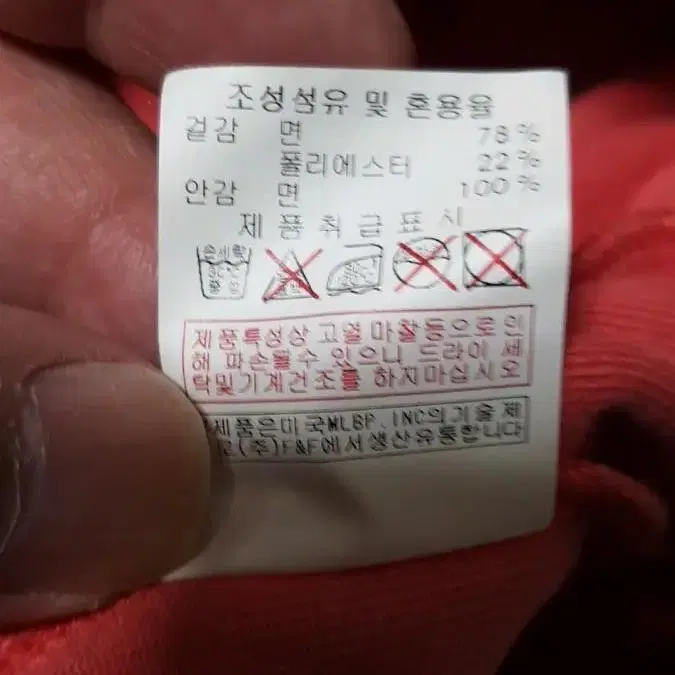 조성섬유 및 혼용율
겉감 면 78%
폴리에스터 22%
안감 면 100%
제품취급표시
손세탁
제품특성상 고열 마찰등으로 인
해 파손될수 있으니 드라이 세
탁및기계건조를 하지마십시오
제품은미국MLBP.INC의기술제
(주)F&F에서생산유통합니다